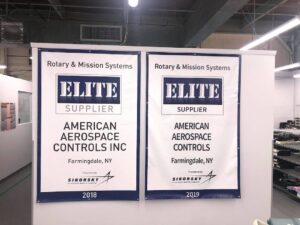 Rotary & Mission Systems
ELITE
SUPPLIER
AMERICAN
AEROSPACE
CONTROLS INC
Farmingdale, NY
SIKORSKY
2018
Rotary & Mission Systems
ELITE
SUPPLIER
AMERICAN
AEROSPACE
CONTROLS
Farmingdale, NY
SIKORSKY
2019